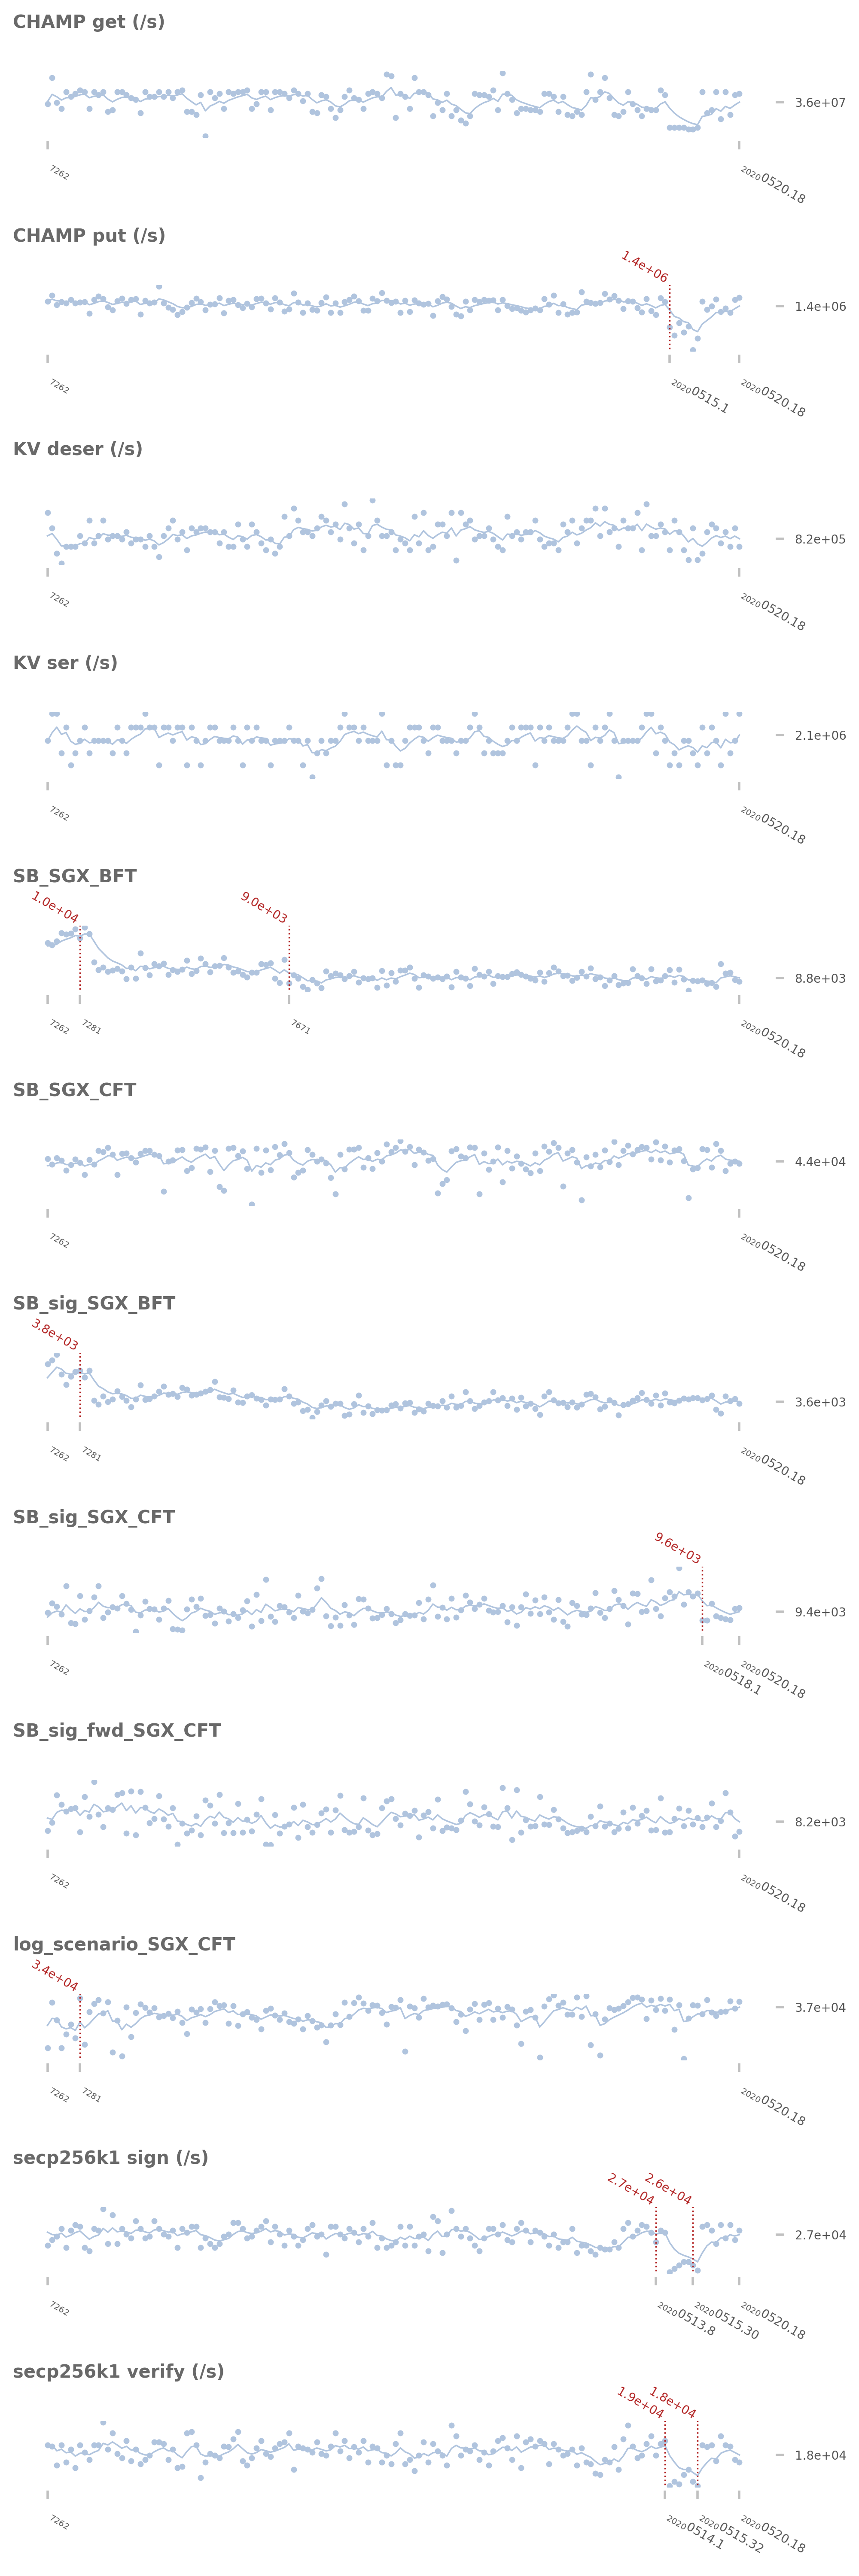 CHAMP get (/s)
3.6e+07
7262
20200520.18
CHAMP put (/s)
1.4e+06
1.4e+06
7262
20200515.1
20200520.18
KV deser (/s)
8.2e+05
7262
20200520.18
KV ser (/s)
2.1e+06
7262
20200520.18
SB_SGX_BFT
1.0e+04
9.0e+03
8.8e+03
7262
7281
7671
20200520.18
SB_SGX_CFT
4.4e+04
7262
20200520.18
SB_sig_SGX_BFT
3.8e+03
3.6e+03
7262
7281
20200520.18
SB_sig_SGX_CFT
9.6e+03
9.4e+03
7262
20200518.1
20200520.18
SB_sig_fwd_SGX_CFT
8.2e+03
7262
20200520.18
log_scenario_SGX_CFT
3.4e+04
3.7e+04
7262
7281
20200520.18
secp256k1 sign (/s)
2.7e+04
2.6e+04
2.7e+04
7262
20200513.8
20200515.30
20200520.18
secp256k1 verify (/s)
1.9e+04
1.8e+04
1.8e+04
7262
20200514.1
20200515.32
20200520.18